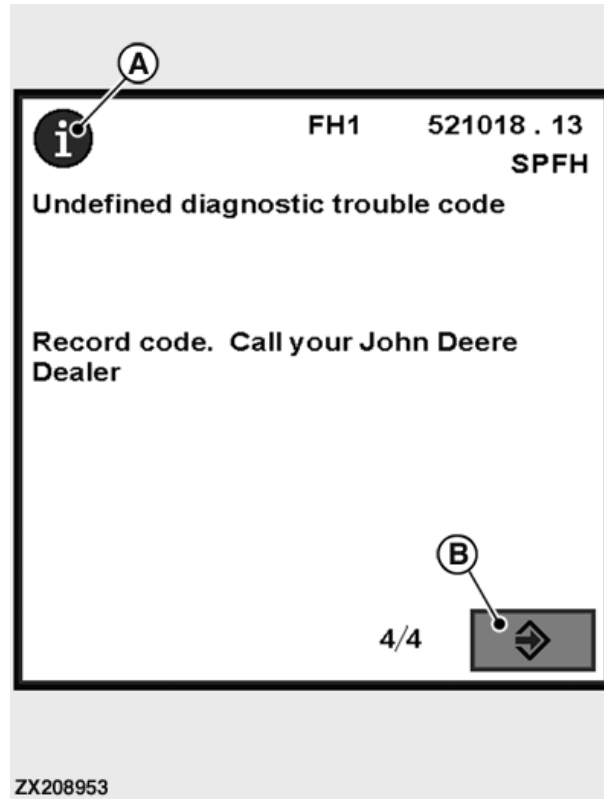 A
i
FH1 521018 . 13
SPFH
Undefined diagnostic trouble code
Record code. Call your John Deere
Dealer
B
4/4
ZX208953